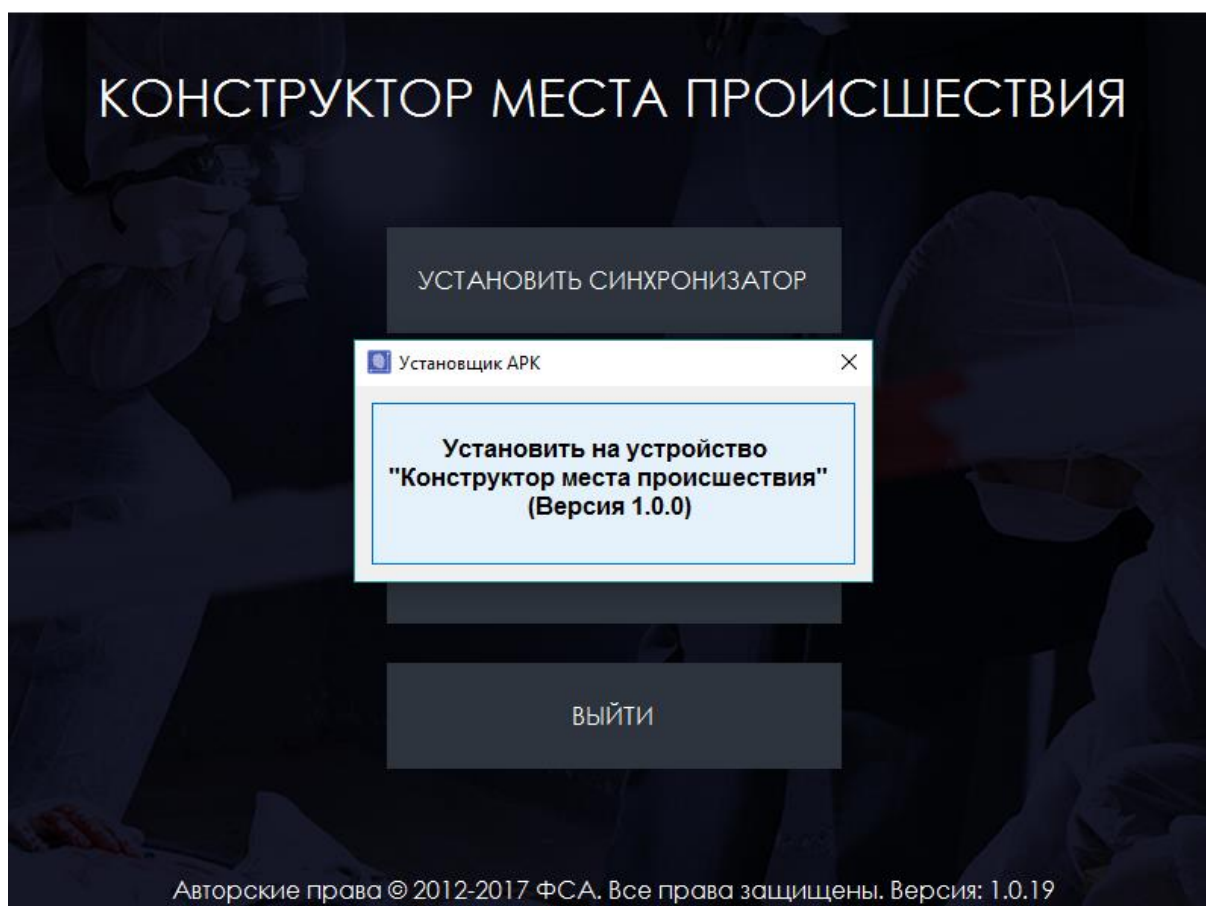 КОНСТРУКТОР МЕСТА ПРОИСШЕСТВИЯ
УСТАНОВИТЬ СИНХРОНИЗАТОР
Установщик APK
Установить на устройство
"Конструктор места происшествия"
(Версия 1.0.0)
ВЫЙТИ
Авторские права © 2012-2017 ФСА. Все права защищены. Версия: 1.0.19